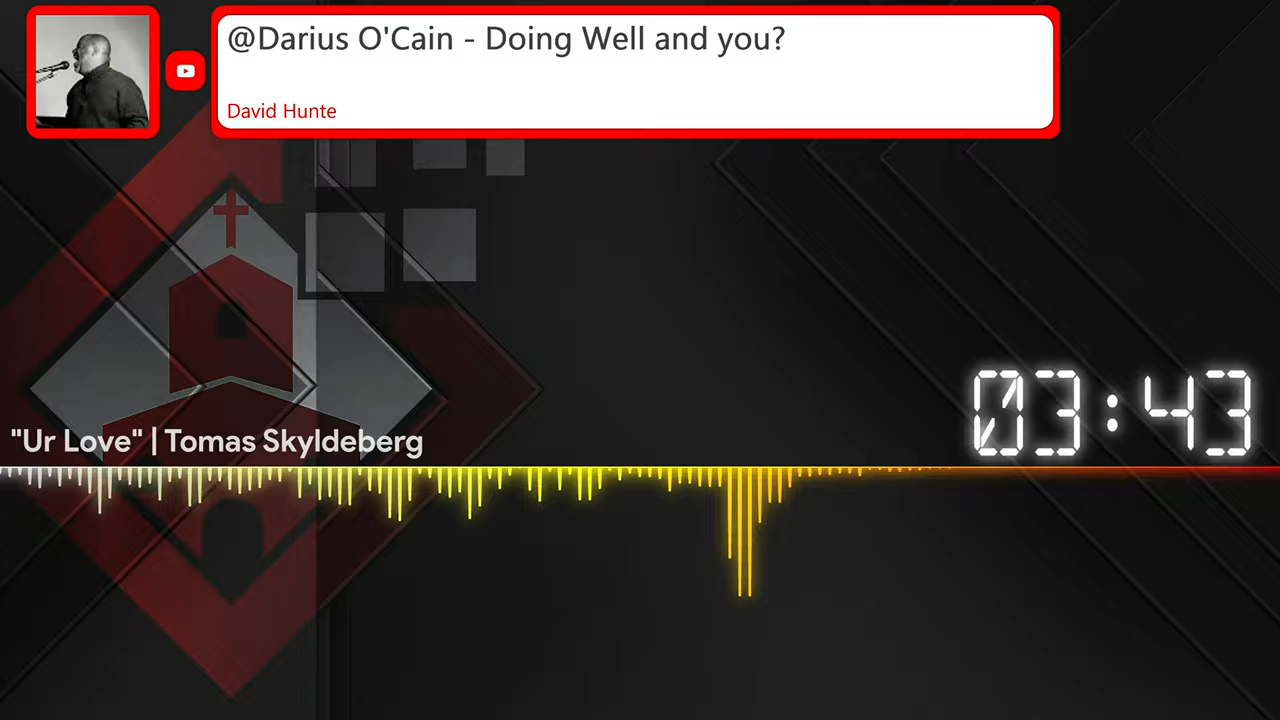 @Darius O'Cain - Doing Well and you?
David Hunte
03:43
"Ur Love" | Tomas Skyldeberg